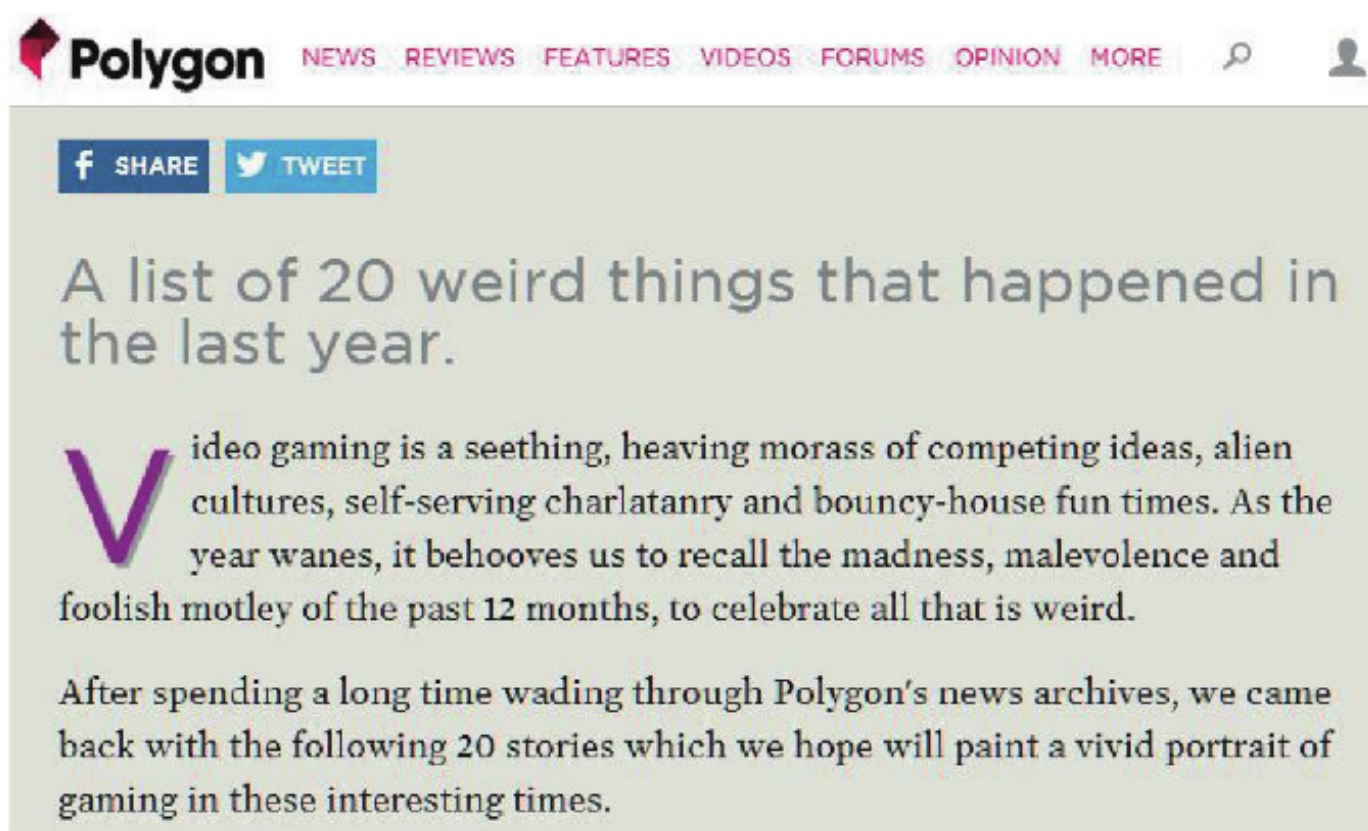 Polygon NEWS REVIEWS FEATURES VIDEOS FORUMS OPINION MORE
f SHARE TWEET
A list of 20 weird things that happened in
the last year.
Video gaming is a seething, heaving morass of competing ideas, alien
cultures, self-serving charlatanry and bouncy-house fun times. As the
year wanes, it behooves us to recall the madness, malevolence and
foolish motley of the past 12 months, to celebrate all that is weird.
After spending a long time wading through Polygon's news archives, we came
back with the following 20 stories which we hope will paint a vivid portrait of
gaming in these interesting times.